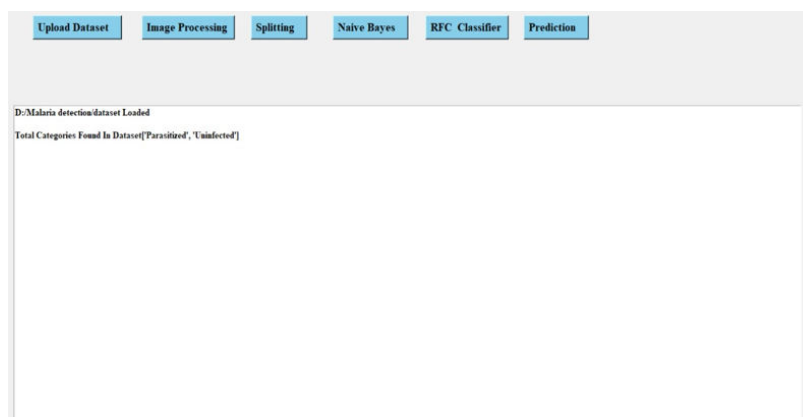 Upload Dataset Image Processing Splitting Naive Bayes RFC Classifier Prediction
D:/Malaria detection/dataset Loaded
Total Categories Found In Dataset['Parasitized', 'Uninfected']